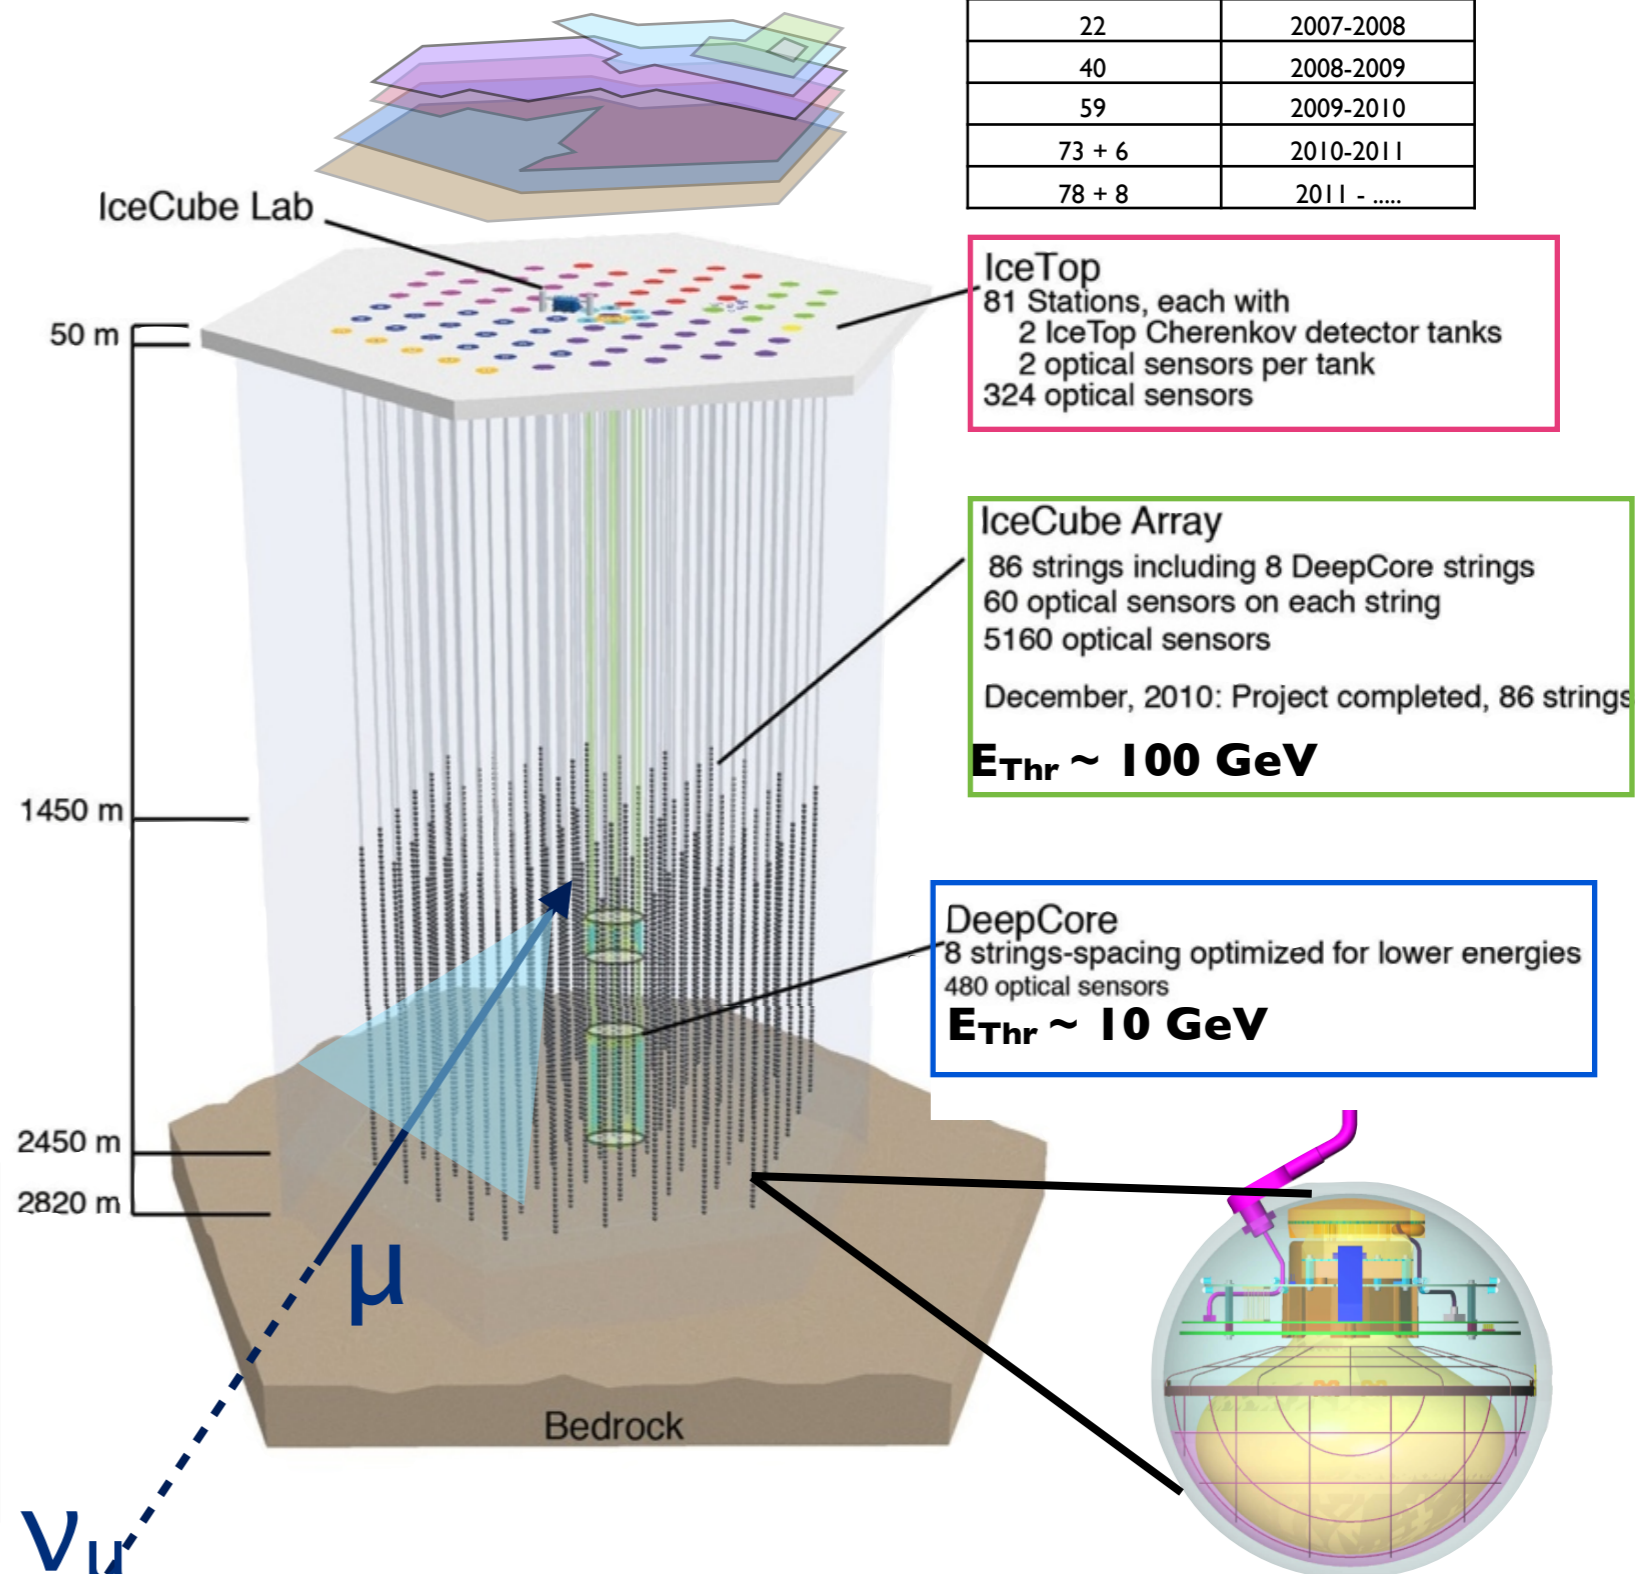 22 2007-2008
40 2008-2009
59 2009-2010
73 + 6 2010-2011
78 + 8 2011 - .....
IceCube Lab
50 m
1450 m
2450 m
2820 m
IceTop
81 Stations, each with
2 IceTop Cherenkov detector tanks
2 optical sensors per tank
324 optical sensors
IceCube Array
86 strings including 8 DeepCore strings
60 optical sensors on each string
5160 optical sensors
December, 2010: Project completed, 86 strings
EThr ~ 100 GeV
DeepCore
8 strings-spacing optimized for lower energies
480 optical sensors
EThr ~ 10 GeV
μ
Bedrock
νμ